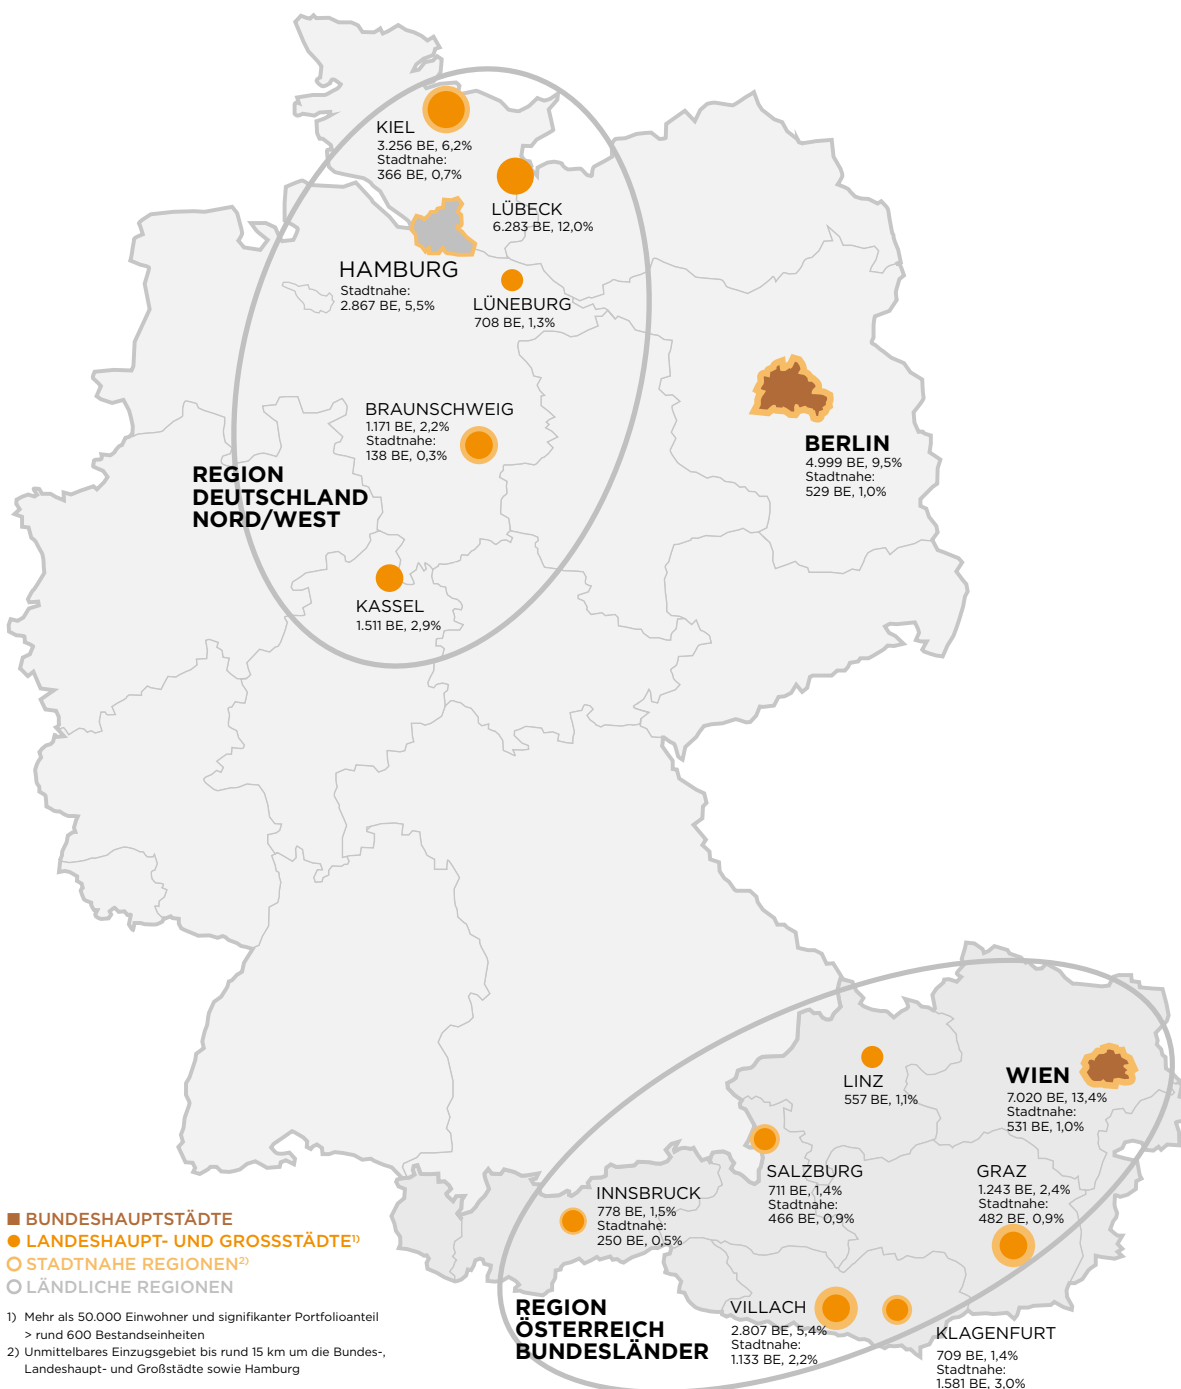 KIEL
3.256 BE, 6,2%
Stadtnahe:
366 BE, 0,7%
LÜBECK
6.283 BE, 12,0%
HAMBURG
Stadtnahe:
2.867 BE, 5,5%
LÜNEBURG
708 BE, 1,3%
BRAUNSCHWEIG
1.171 BE, 2,2%
Stadtnahe:
138 BE, 0,3%
BERLIN
4.999 BE, 9,5%
Stadtnahe:
529 BE, 1,0%
REGION
DEUTSCHLAND
NORD/WEST
KASSEL
1.511 BE, 2,9%
LINZ
557 BE, 1,1%
WIEN
7.020 BE, 13,4%
Stadtnahe:
531 BE, 1,0%
SALZBURG
711 BE, 1,4%
Stadtnahe:
466 BE, 0,9%
GRAZ
1.243 BE, 2,4%
Stadtnahe:
482 BE, 0,9%
INNSBRUCK
778 BE, 1,5%
Stadtnahe:
250 BE, 0,5%
REGION
ÖSTERREICH
BUNDESLÄNDER
VILLACH
2.807 BE, 5,4%
Stadtnahe:
1.133 BE, 2,2%
KLAGENFURT
709 BE, 1,4%
Stadtnahe:
1.581 BE, 3,0%
BUNDESHAUPTSTÄDTE
LANDESHAUPT- UND GROSSSTÄDTE1)
STADTNAHE REGIONEN2)
LÄNDLICHE REGIONEN
1) Mehr als 50.000 Einwohner und signifikanter Portfolioanteil
> rund 600 Bestandseinheiten
2) Unmittelbares Einzugsgebiet bis rund 15 km um die Bundes-,
Landeshaupt- und Großstädte sowie Hamburg